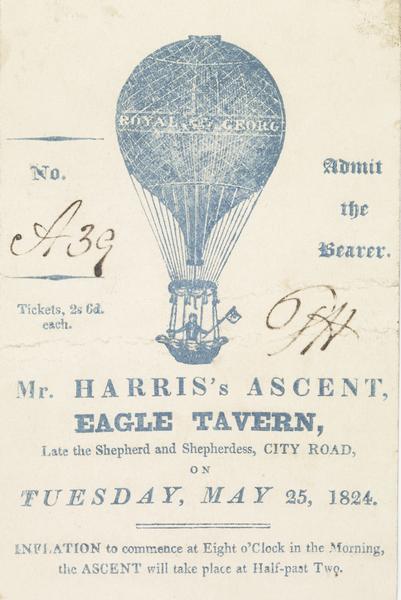 ROYAL GEORG
No.
A 39
Tickets, 2s 6d.
each.
Admit
the
Bearer.
Mr. HARRIS's ASCENT,
EAGLE TAVERN,
Late the Shepherd and Shepherdess, CITY ROAD,
ON
TUESDAY, MAY 25, 1824.
INFLATION to commence at Eight o'Clock in the Morning,
the ASCENT will take place at Half-past Two.